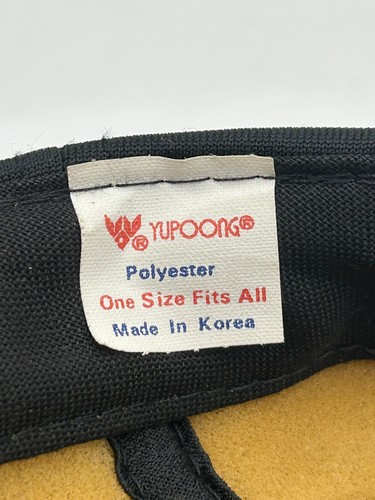 ® YUPOONG®
Polyester
One Size Fits All
Made In Korea